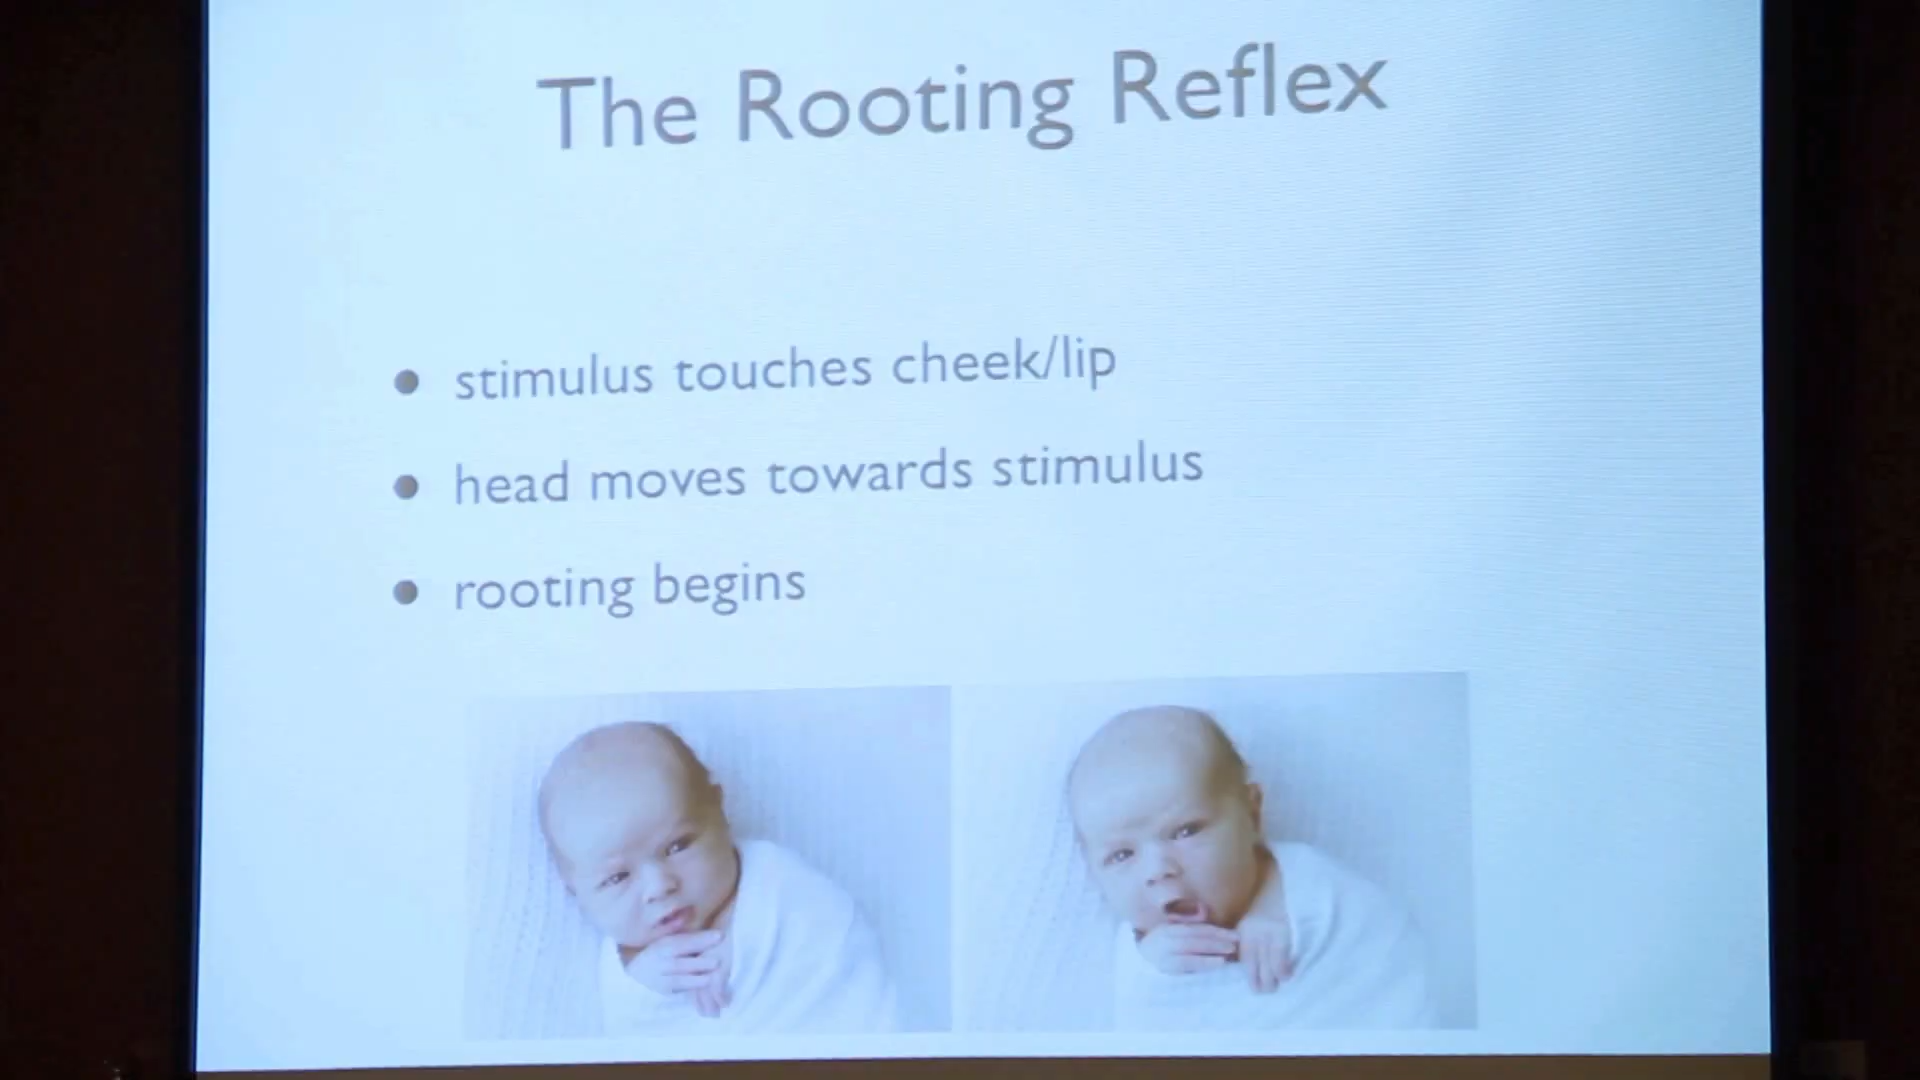 The Rooting Reflex
• stimulus touches cheek/lip
• head moves towards stimulus
• rooting begins